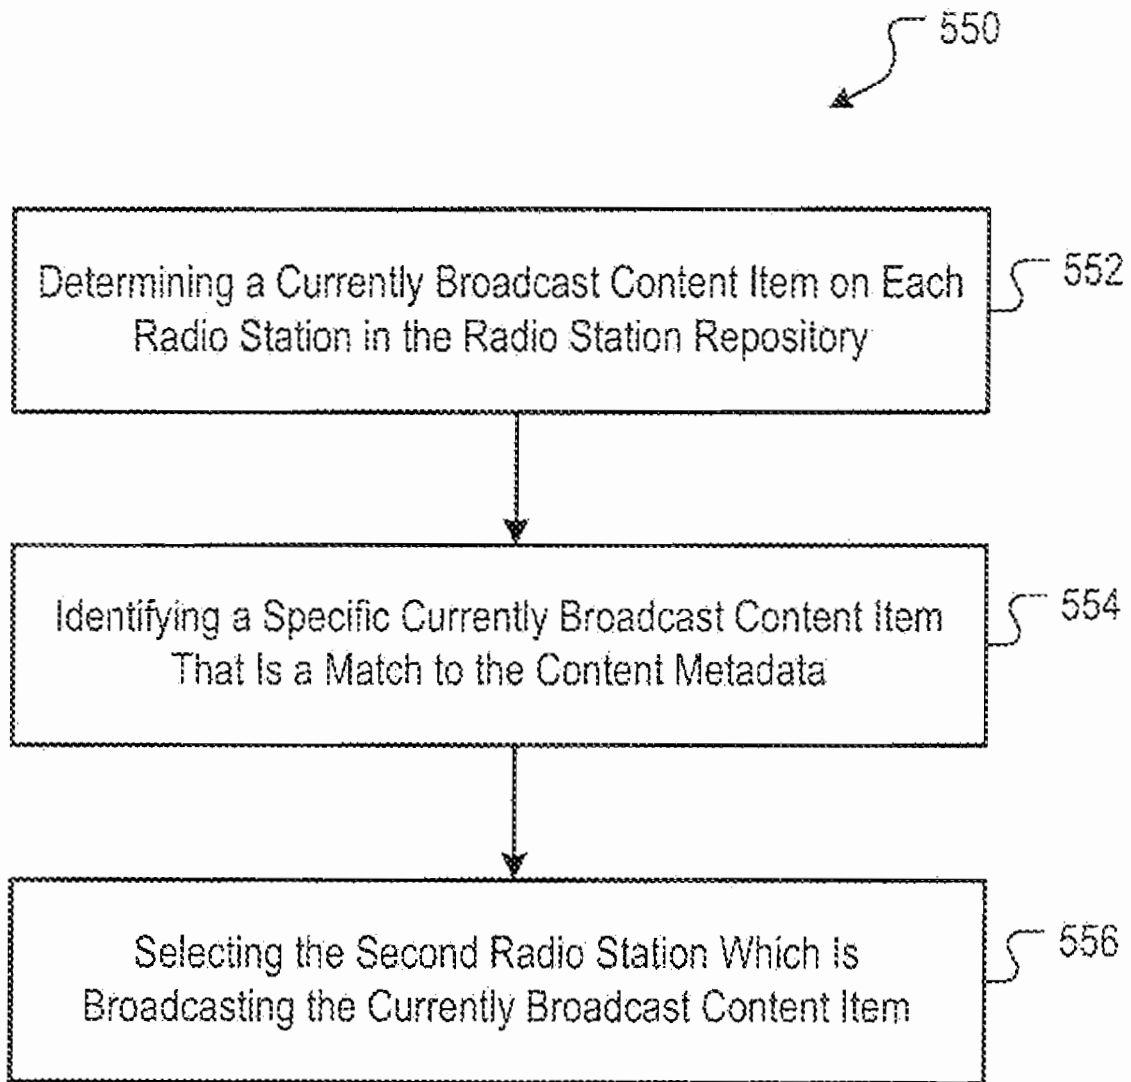 550
Determining a Currently Broadcast Content Item on Each
Radio Station in the Radio Station Repository
552
Identifying a Specific Currently Broadcast Content Item
That Is a Match to the Content Metadata
554
Selecting the Second Radio Station Which Is
Broadcasting the Currently Broadcast Content Item
556